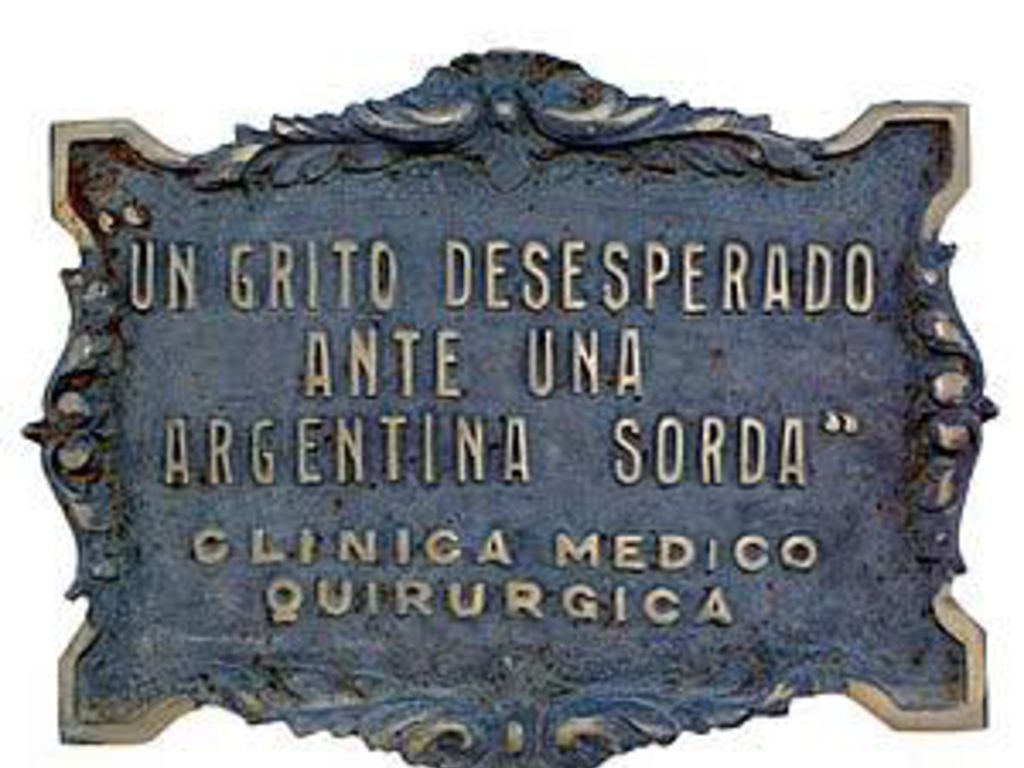 "UN GRITO DESESPERADO
ANTE UNA
ARGENTINA SORDA"
CLINICA MEDICO
QUIRURGICA